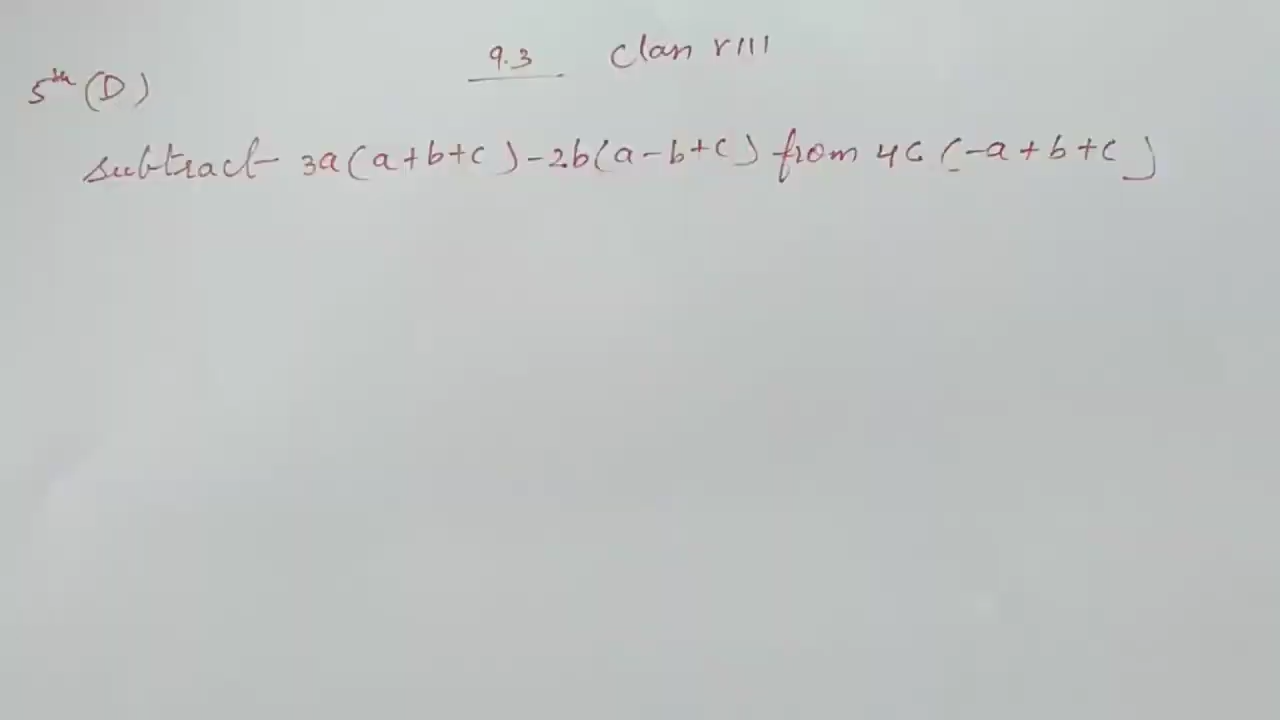 9.3 Class VIII
5th (D)
Subtract 3a(a+b+c)-2b(a-b+c) from 4c(-a+b+c)